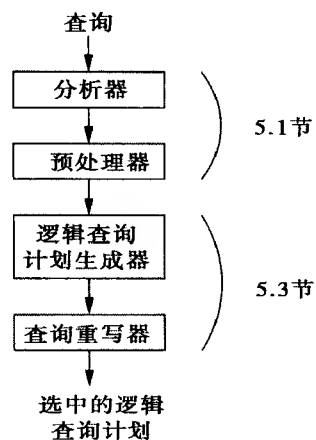 查询
分析器
5.1节
预处理器
逻辑查询
计划生成器
5.3节
查询重写器
选中的逻辑
查询计划